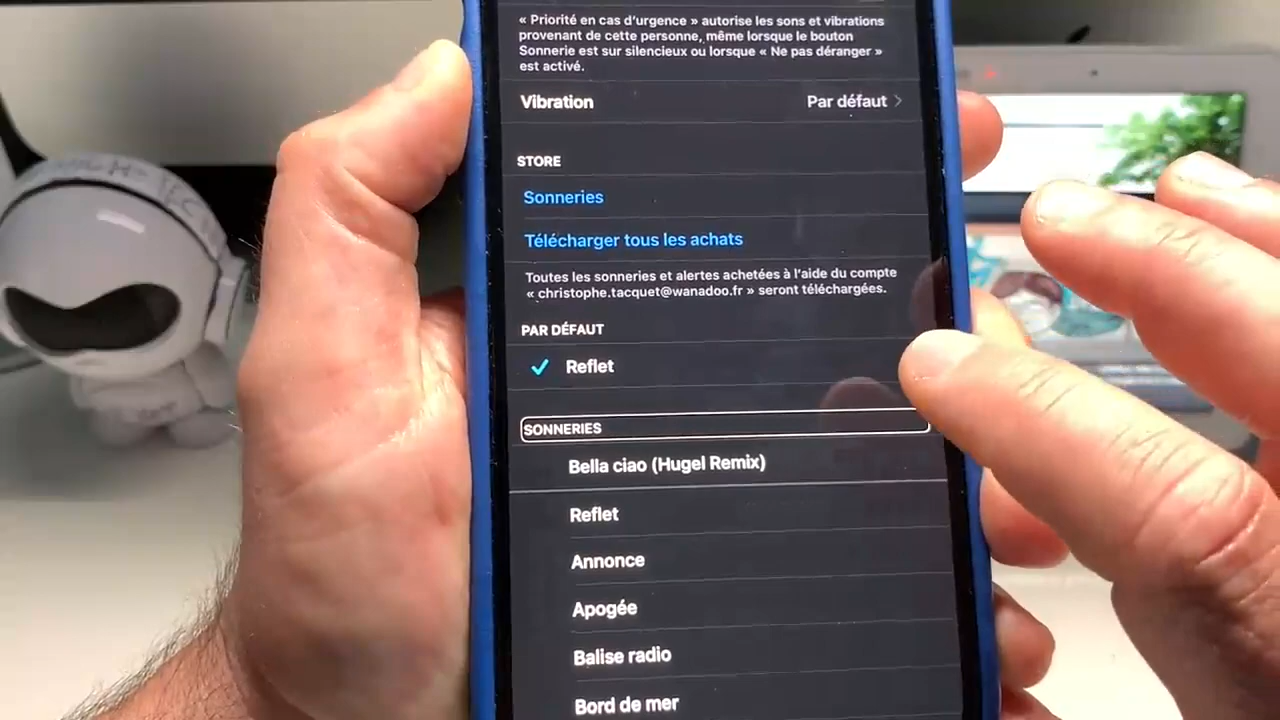 « Priorité en cas d'urgence » autorise les sons et vibrations
provenant de cette personne, même lorsque le bouton
Sonnerie est sur silencieux ou lorsque « Ne pas déranger »
est activé.
Vibration Par défaut
STORE
Sonneries
Télécharger tous les achats
Toutes les sonneries et alertes achetées à l'aide du compte
« christophe.tacquet@wanadoo.fr » seront téléchargées.
PAR DÉFAUT
Reflet
SONNERIES
Bella ciao (Hugel Remix)
Reflet
Annonce
Apogée
Balise radio
Bord de mer